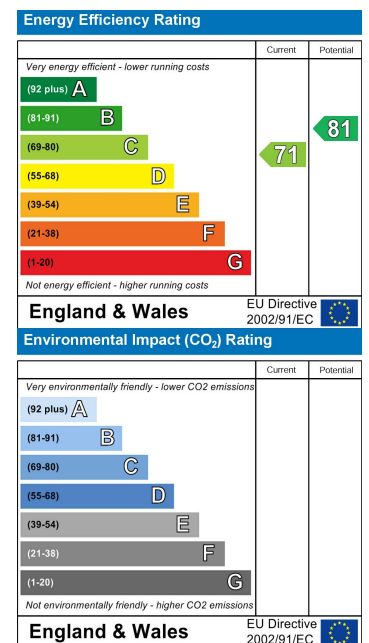 Energy Efficiency Rating
Current Potential
Very energy efficient - lower running costs
(92 plus) A
(81-91) B
(69-80) C
(55-68) D
(39-54) E
(21-38) F
(1-20) G
71
81
Not energy efficient - higher running costs
England & Wales
EU Directive
2002/91/EC
Environmental Impact (CO₂) Rating
Current Potential
Very environmentally friendly - lower CO2 emissions
(92 plus) A
(81-91) B
(69-80) C
(55-68) D
(39-54) E
(21-38) F
(1-20) G
Not environmentally friendly - higher CO2 emissions
England & Wales
EU Directive
2002/91/EC